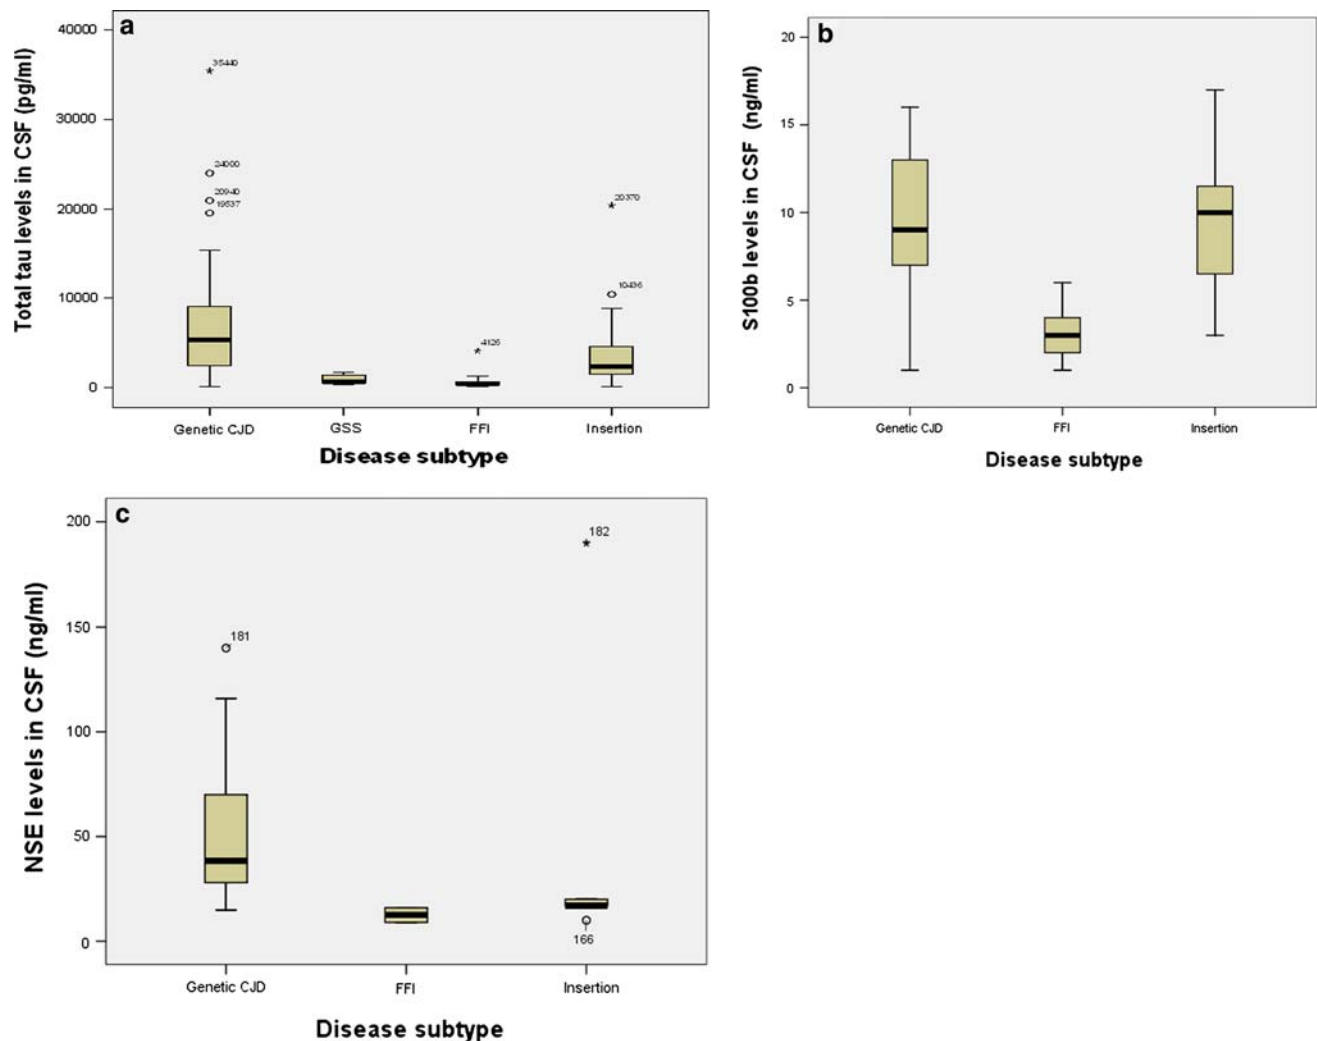 a
Total tau levels in CSF (pg/ml)
40000
30000
20000
10000
0
35440
24000
20940
19537
4126
20370
10436
Genetic CJD GSS FFI Insertion
Disease subtype
b
S100b levels in CSF (ng/ml)
20
15
10
5
0
Genetic CJD FFI Insertion
Disease subtype
c
NSE levels in CSF (ng/ml)
200
150
100
50
0
181
182
166
Genetic CJD FFI Insertion
Disease subtype